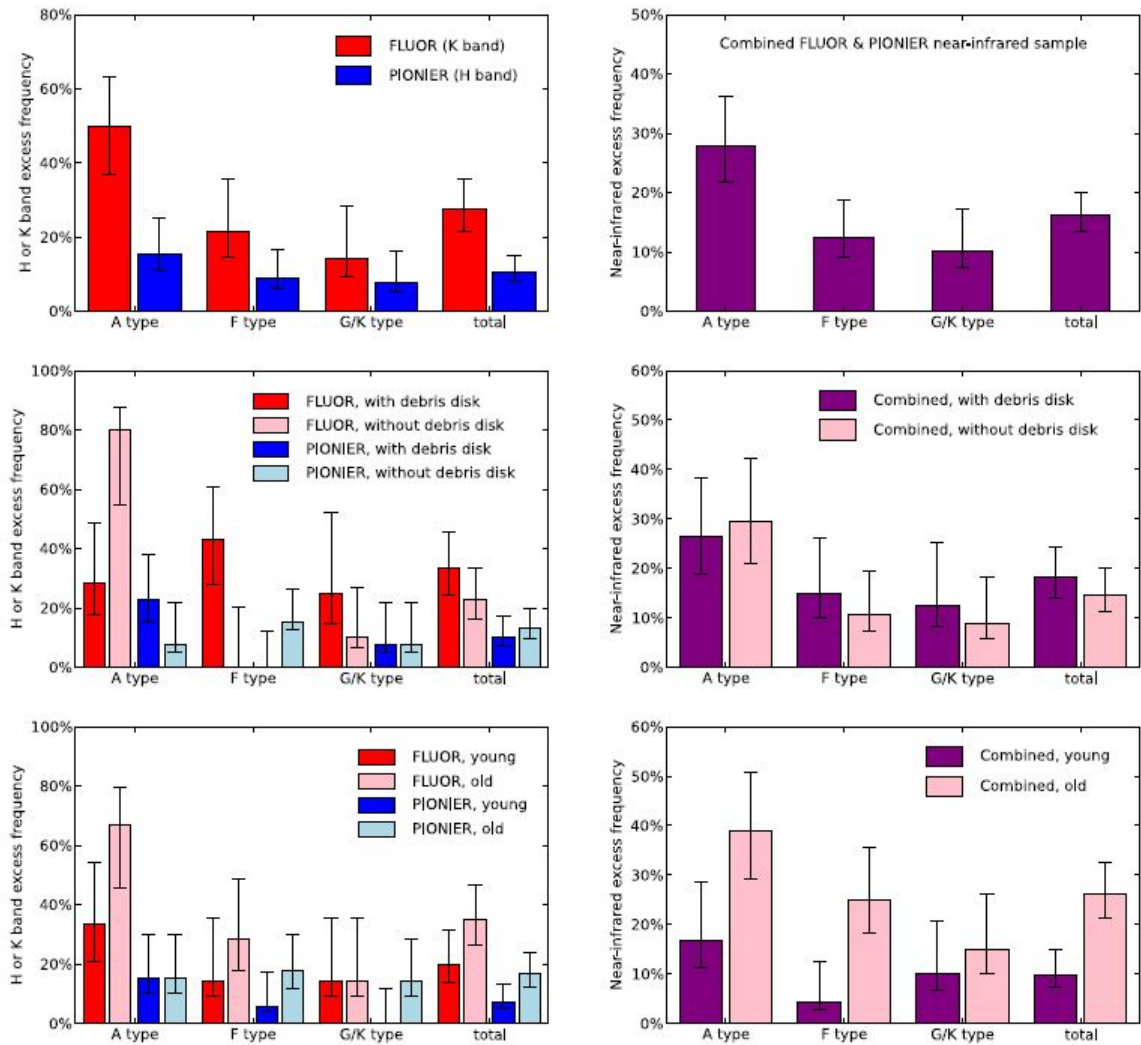 80%
60%
40%
20%
0%
H or K band excess frequency
FLUOR (K band)
PIONIER (H band)
A type
F type
G/K type
total
50%
40%
30%
20%
10%
0%
Near-infrared excess frequency
Combined FLUOR & PIONIER near-infrared sample
A type
F type
G/K type
total
100%
80%
60%
40%
20%
0%
H or K band excess frequency
FLUOR, with debris disk
FLUOR, without debris disk
PIONIER, with debris disk
PIONIER, without debris disk
A type
F type
G/K type
total
60%
50%
40%
30%
20%
10%
0%
Near-infrared excess frequency
Combined, with debris disk
Combined, without debris disk
A type
F type
G/K type
total
100%
80%
60%
40%
20%
0%
H or K band excess frequency
FLUOR, young
FLUOR, old
PIONIER, young
PIONIER, old
A type
F type
G/K type
total
60%
50%
40%
30%
20%
10%
0%
Near-infrared excess frequency
Combined, young
Combined, old
A type
F type
G/K type
total